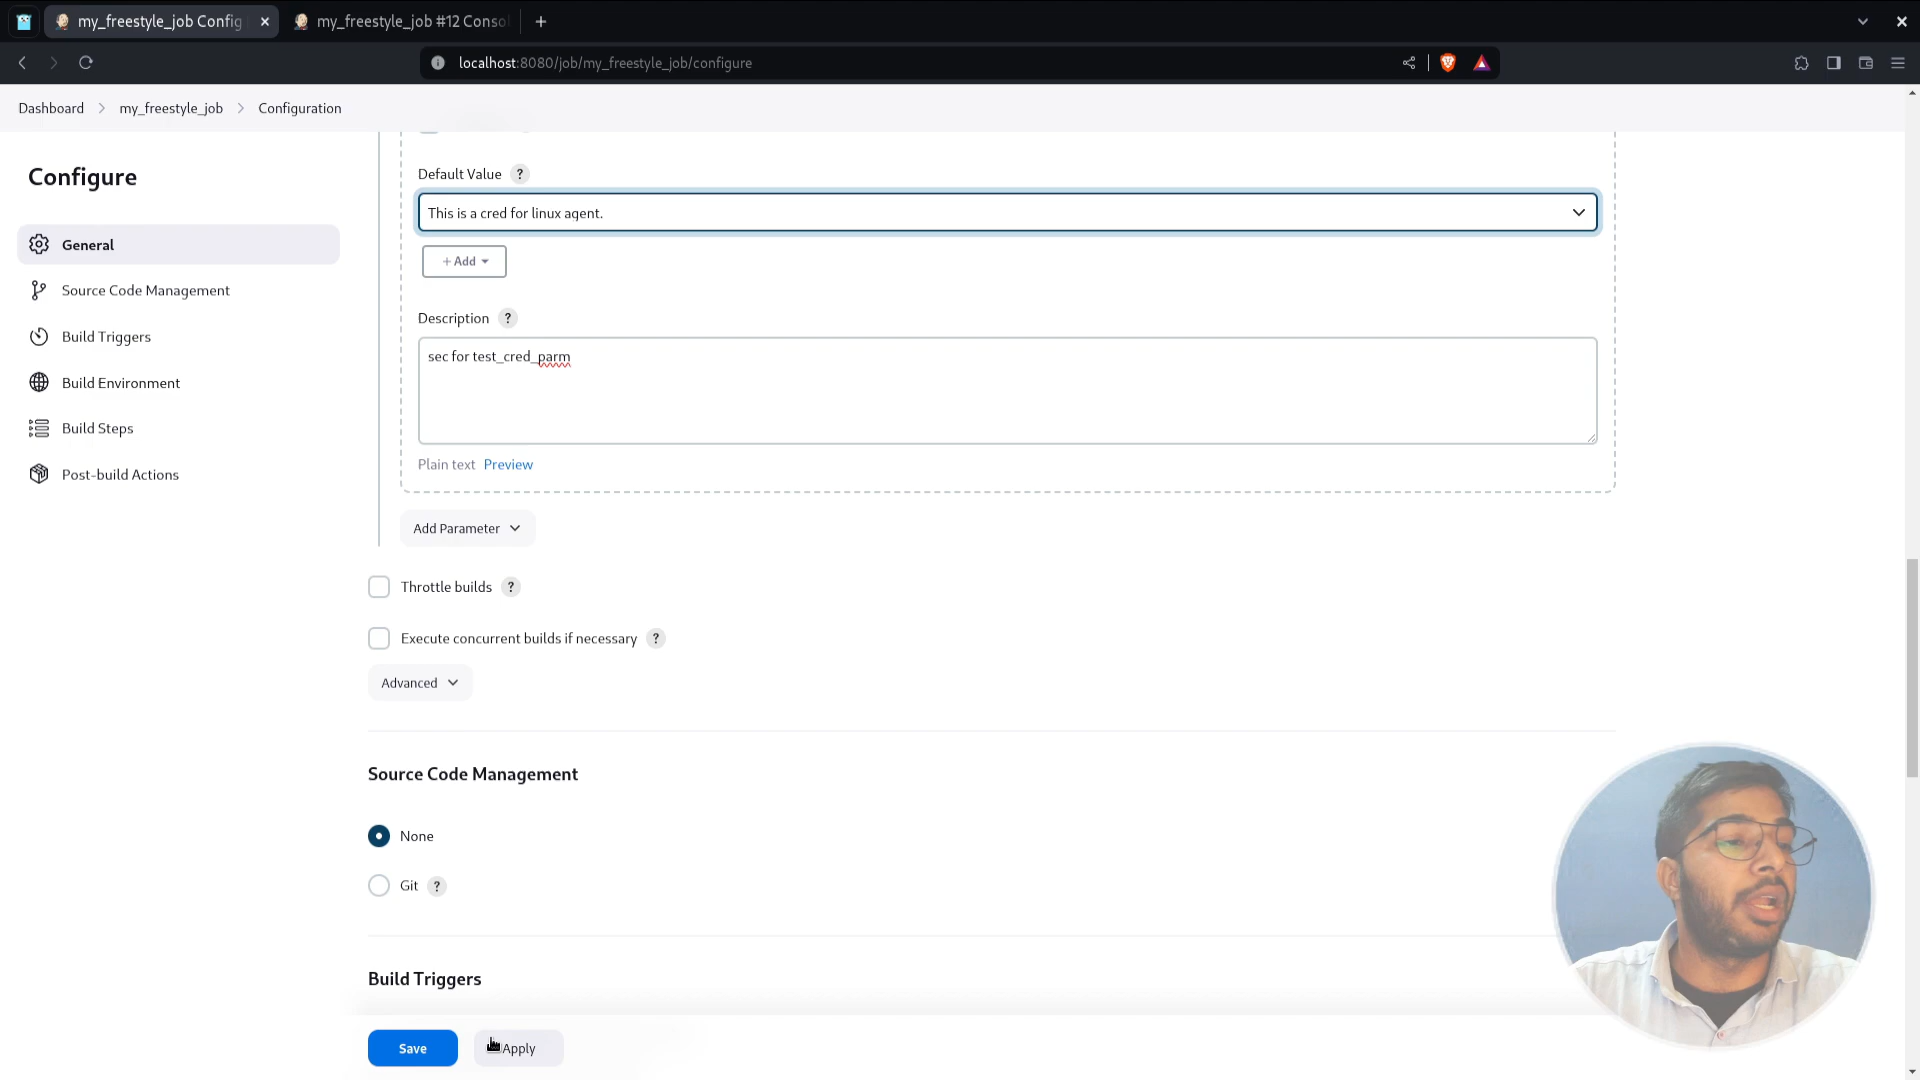 my_freestyle_job Config
my_freestyle_job #12 Conso
localhost:8080/job/my_freestyle_job/configure
Dashboard
my_freestyle_job
Configuration
Configure
General
Source Code Management
Build Triggers
Build Environment
Build Steps
Post-build Actions
Default Value ?
This is a cred for linux agent.
+ Add
Description ?
sec for test_cred_parm
Plain text Preview
Add Parameter
Throttle builds ?
Execute concurrent builds if necessary ?
Advanced
Source Code Management
None
Git ?
Build Triggers
Save
Apply